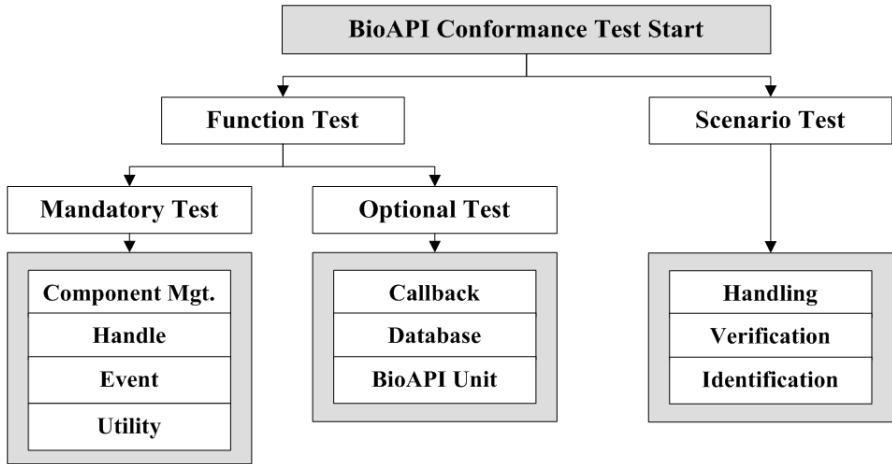 BioAPI Conformance Test Start
Function Test
Scenario Test
Mandatory Test
Optional Test
Component Mgt.
Handle
Event
Utility
Callback
Database
BioAPI Unit
Handling
Verification
Identification